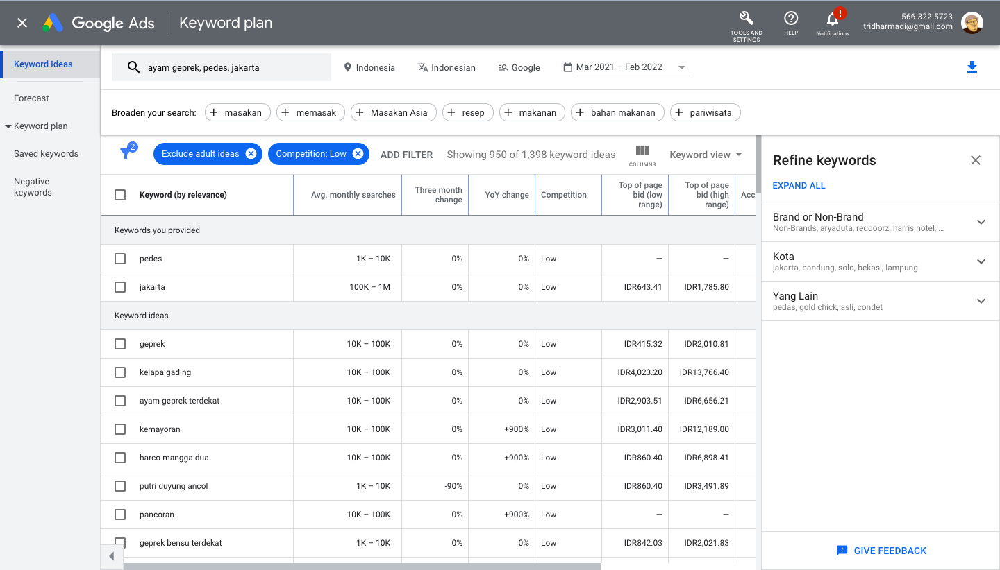 Google Ads
Keyword plan
TOOLS AND SETTINGS
HELP
!
Notifications
566-322-5723
tridharmadi@gmail.com
Keyword ideas
Forecast
Keyword plan
Saved keywords
Negative keywords
ayam geprek, pedes, jakarta
Indonesia
Indonesian
Google
Mar 2021 – Feb 2022
Broaden your search:
masakan
memasak
Masakan Asia
resep
makanan
bahan makanan
pariwisata
2
Exclude adult ideas
Competition: Low
ADD FILTER
Showing 950 of 1,398 keyword ideas
COLUMNS
Keyword view
Keyword (by relevance) Avg. monthly searches Three month change YoY change Competition Top of page bid (low range) Top of page bid (high range) Acc
Keywords you provided
pedes 1K – 10K 0% 0% Low — —
jakarta 100K – 1M 0% 0% Low IDR643.41 IDR1,785.80
Keyword ideas
geprek 10K – 100K 0% 0% Low IDR415.32 IDR2,010.81
kelapa gading 10K – 100K 0% 0% Low IDR4,023.20 IDR13,766.40
ayam geprek terdekat 10K – 100K 0% 0% Low IDR2,903.51 IDR6,656.21
kemayoran 10K – 100K 0% +900% Low IDR3,011.40 IDR12,189.00
harco mangga dua 10K – 100K 0% +900% Low IDR860.40 IDR6,898.41
putri duyung ancol 1K – 10K -90% 0% Low IDR860.40 IDR3,491.89
pancoran 10K – 100K 0% +900% Low — —
geprek bensu terdekat 1K – 10K 0% 0% Low IDR842.03 IDR2,021.83
Refine keywords
EXPAND ALL
Brand or Non-Brand
Non-Brands, aryaduta, reddoorz, harris hotel, ...
Kota
jakarta, bandung, solo, bekasi, lampung
Yang Lain
pedas, gold chick, asli, condet
GIVE FEEDBACK